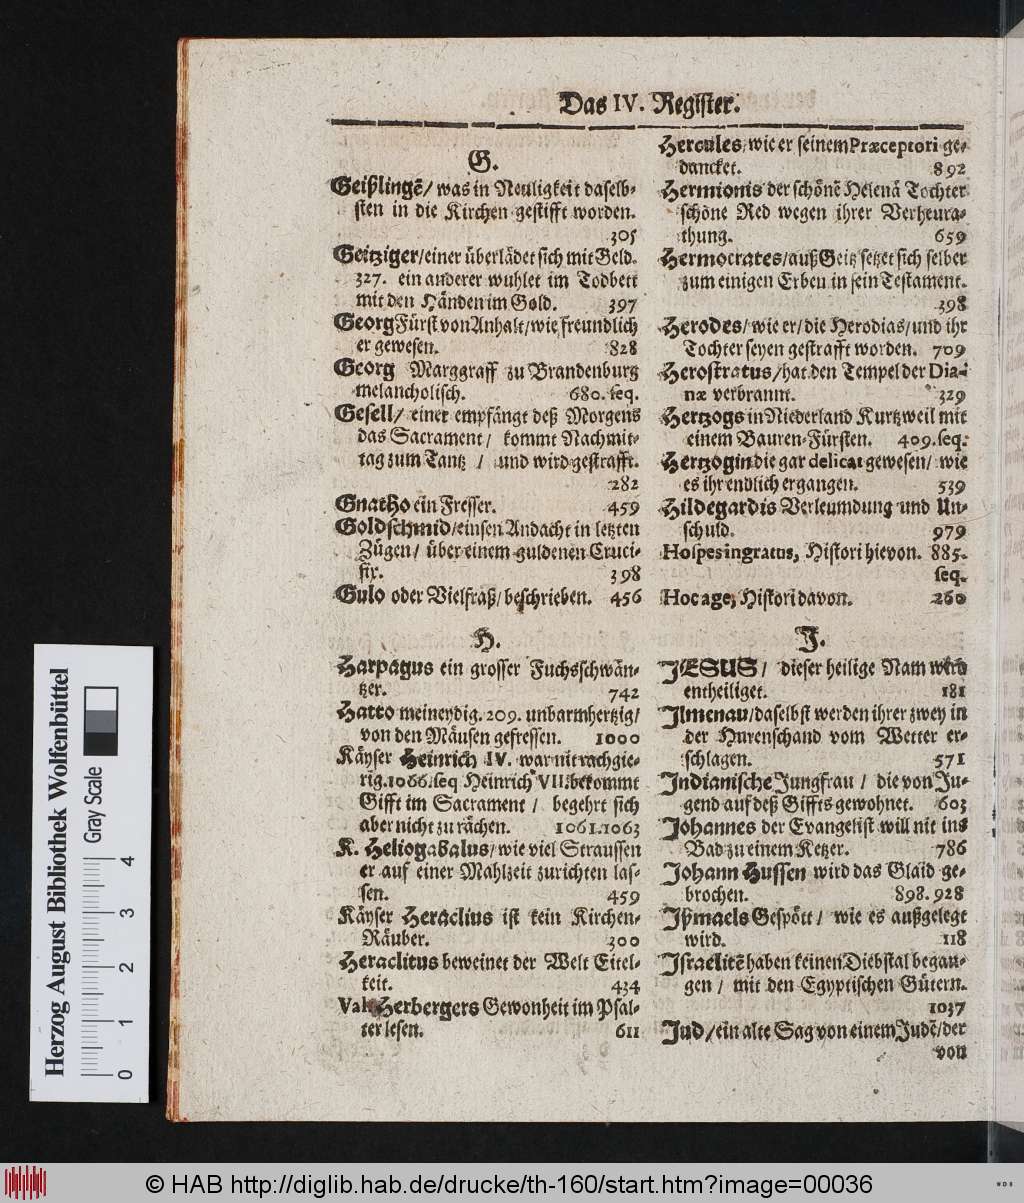 Das IV. Register.
G.
Geißlingẽ/ was in Neuligkeit daselb-
sten in die Kirchen gestifft worden.
305
Geitziger/einer überlädet sich mit Geld.
327. ein anderer wuhlet im Todbett
mit den Händen im Gold. 397
Georg Fürst von Anhalt/wie freundlich
er gewesen. 828
Georg Marggraff zu Brandenburg
melancholisch. 680. seq.
Gesell/ einer empfängt deß Morgens
das Sacrament/ kommt Nachmit-
tag zum Tantz / und wird gestrafft.
282
Gnatho ein Fresser. 459
Goldschmid/einsen Andacht in letzten
Zügen/ über einem guldenen Cruci-
fix. 398
Gulo oder Vielfraß/ beschrieben. 456
H.
Harpagus ein grosser Fuchsschwän-
tzer. 742
Hatto meineydig. 209. unbarmhertzig/
von den Mäusen gefressen. 1000
Käyser Heinrich IV. war nit rachgie-
rig. 1066. seq Heinrich VII. bekommt
Gifft im Sacrament / begehrt sich
aber nicht zu rächen. 1061. 1063
K. Heliogabalus/ wie viel Straussen
er auf einer Mahlzeit zurichten las-
sen. 459
Käyser Heraclius ist kein Kirchen-
Räuber. 300
Heraclitus beweinet der Welt Eitel-
keit. 434
Val. Herbergers Gewonheit im Psal-
ter lesen. 611
Hercules, wie er seinem Præceptori ge-
dancket. 892
Hermionis der schönẽ Helenä Tochter
schöne Red wegen ihrer Verheura-
thung. 659
Hermocrates/auß Geitz setzet sich selber
zum einigen Erben in sein Testament.
398
Herodes/ wie er/ die Herodias/ und ihr
Tochter seyen gestrafft worden. 709
Herostratus/hat den Tempel der Dia-
næ verbrannt. 329
Hertzogs in Niederland Kurtzweil mit
einem Bauren-Fürsten. 409. seq.
Hertzogin die gar delicat gewesen/ wie
es ihr endlich ergangen. 539
Hildegardis Verleumdung und Un-
schuld. 979
Hospes ingratus, Histori hievon. 885.
seq.
Hocage, Histori davon. 260
J.
JESUS/ dieser heilige Nam wird
entheiliget. 181
Ilmenau/daselbst werden ihrer zwey in
der Hurenschand vom Wetter er-
schlagen. 571
Indianische Jungfrau / die von Ju-
gend auf deß Giffts gewohnet. 603
Johannes der Evangelist will nit ins
Bad zu einem Ketzer. 786
Johann Hussen wird das Glaid ge-
brochen. 898. 928
Ißmaels Gespött / wie es außgelegt
wird. 118
Israelitẽ haben keinen Diebstal began-
gen / mit den Egyptischen Gütern.
1037
Jud/ein alte Sag von einem Judẽ/der
von
Herzog August Bibliothek Wolfenbüttel
Gray Scale
0 1 2 3 4
© HAB http://diglib.hab.de/drucke/th-160/start.htm?image=00036